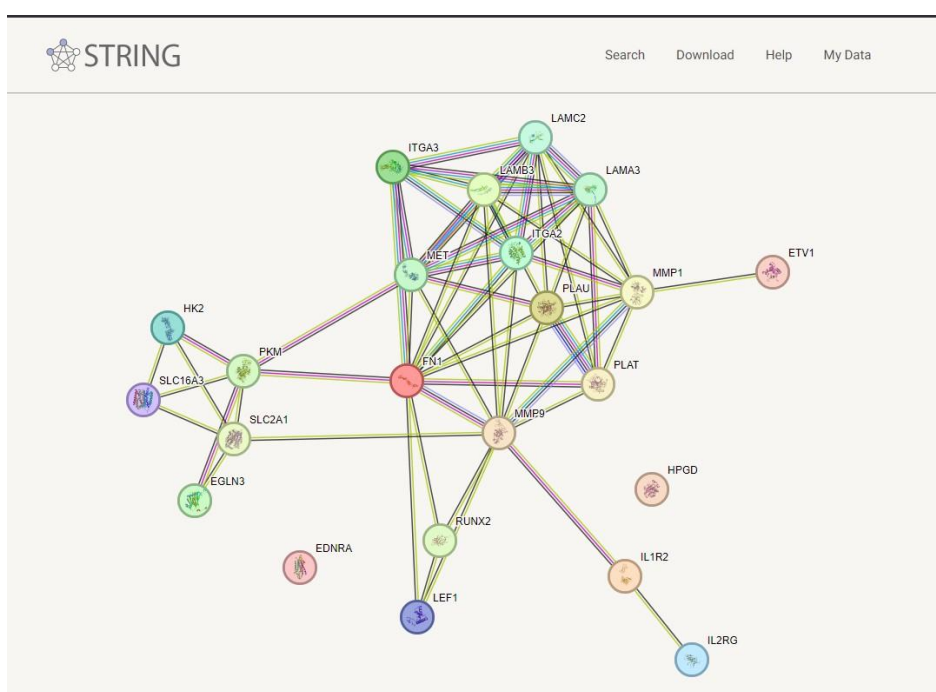 STRING
Search Download Help My Data
LAMC2
ITGA3
LAMB3
LAMA3
ITGA2
MET
ETV1
MMP1
PLAU
HK2
PKM
FN1
SLC16A3
PLAT
MMP9
SLC2A1
HPGD
EGLN3
RUNX2
EDNRA
IL1R2
LEF1
IL2RG